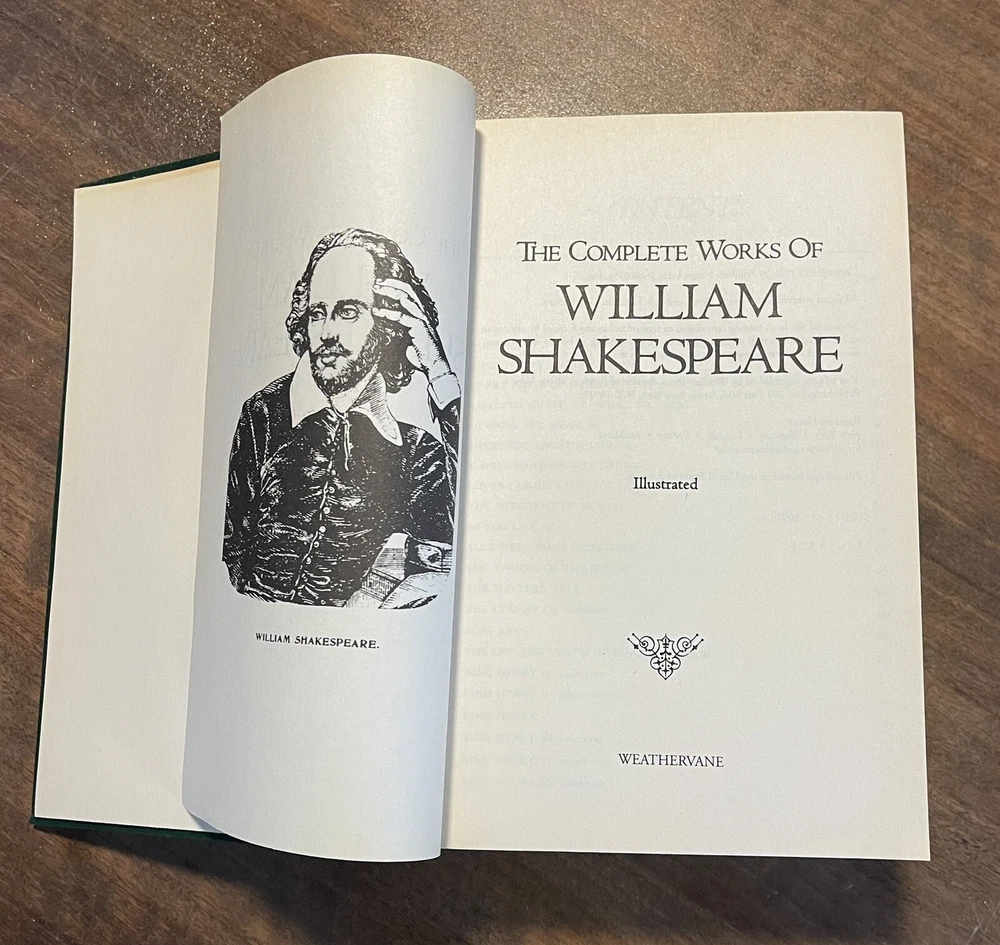 WILLIAM SHAKESPEARE.
THE COMPLETE WORKS OF
WILLIAM
SHAKESPEARE
Illustrated
WEATHERVANE